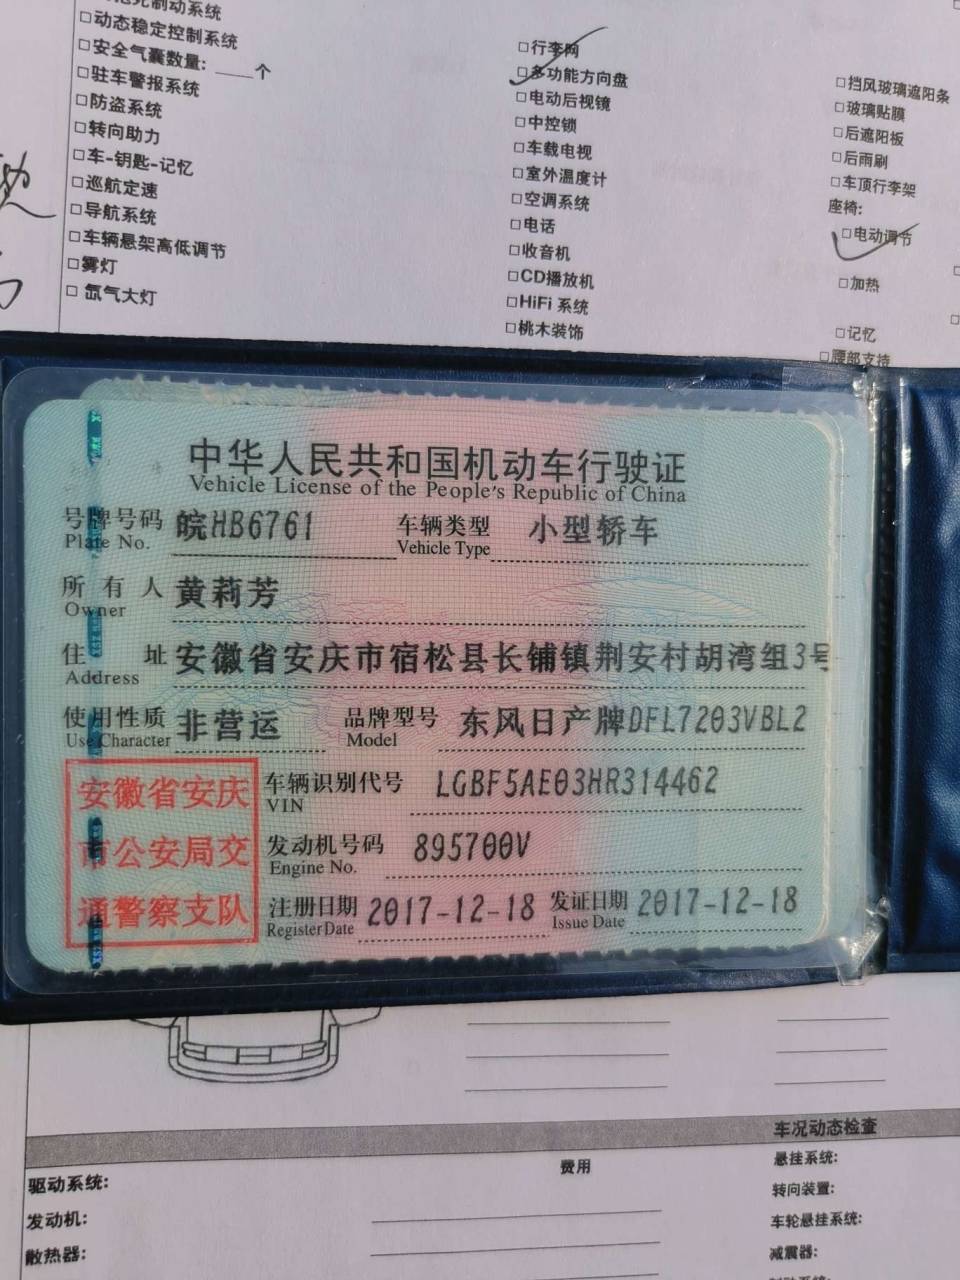 动态稳定控制系统
安全气囊数量: 个
驻车警报系统
防盗系统
转向助力
车-钥匙-记忆
巡航定速
导航系统
车辆悬架高低调节
雾灯
氙气大灯
行李网
多功能方向盘
电动后视镜
中控锁
车载电视
室外温度计
空调系统
电话
收音机
CD播放机
HiFi 系统
桃木装饰
挡风玻璃遮阳条
玻璃贴膜
后遮阳板
后雨刷
车顶行李架
座椅:
电动调节
加热
记忆
腰部支持
中华人民共和国机动车行驶证
Vehicle License of the People's Republic of China
号牌号码 皖HB6761 车辆类型 小型轿车
Plate No. Vehicle Type
所有人 黄莉芳
Owner
住址 安徽省安庆市宿松县长铺镇荆安村胡湾组3号
Address
使用性质 非营运 品牌型号 东风日产牌DFL7203VBL2
Use Character Model
安徽省安庆
市公安局交
通警察支队
车辆识别代号 LGBF5AE03HR314462
VIN
发动机号码 895700V
Engine No.
注册日期 2017-12-18 发证日期 2017-12-18
Register Date Issue Date
车况动态检查
驱动系统:
费用
悬挂系统:
发动机:
转向装置:
散热器:
车轮悬挂系统:
减震器: